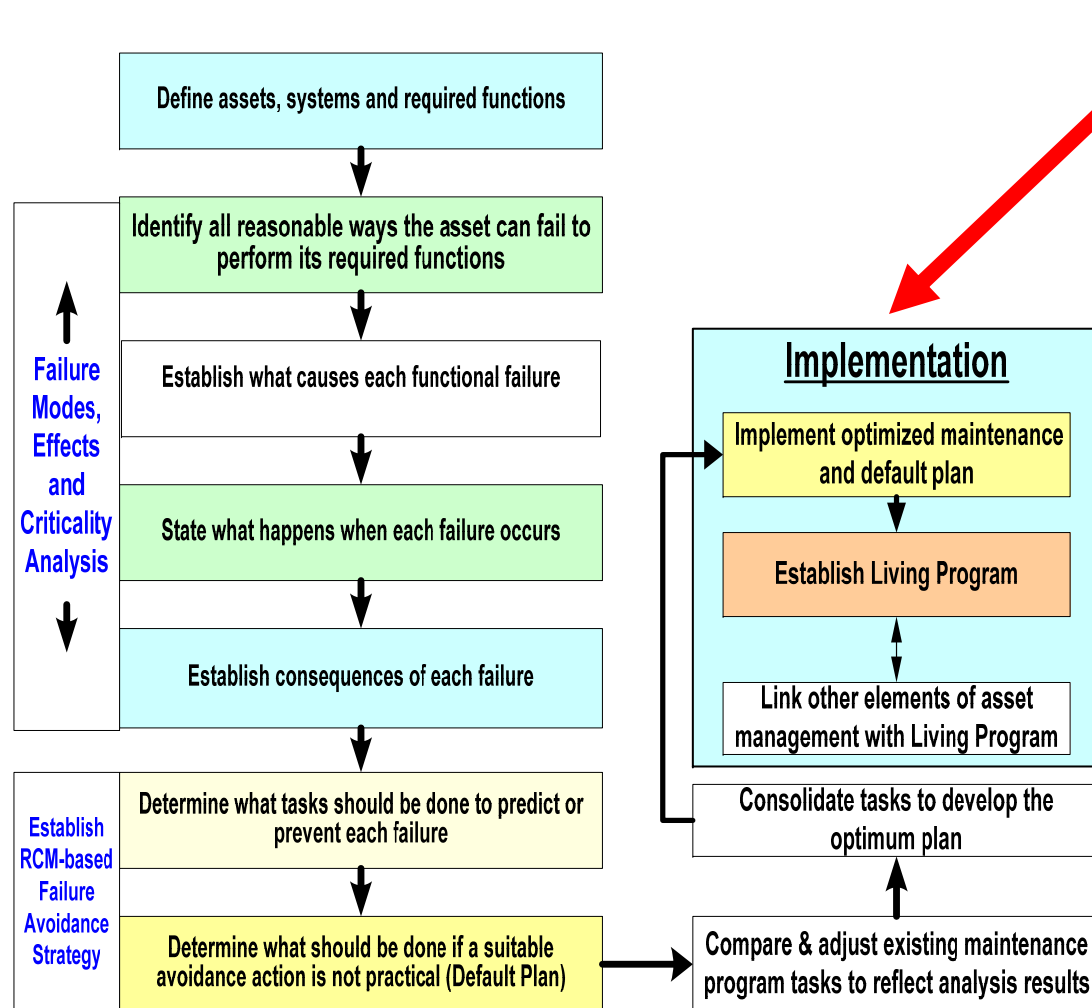 Define assets, systems and required functions
Identify all reasonable ways the asset can fail to
perform its required functions
Establish what causes each functional failure
State what happens when each failure occurs
Establish consequences of each failure
Failure
Modes,
Effects
and
Criticality
Analysis
Determine what tasks should be done to predict or
prevent each failure
Determine what should be done if a suitable
avoidance action is not practical (Default Plan)
Establish
RCM-based
Failure
Avoidance
Strategy
Compare & adjust existing maintenance
program tasks to reflect analysis results
Consolidate tasks to develop the
optimum plan
Implementation
Implement optimized maintenance
and default plan
Establish Living Program
Link other elements of asset
management with Living Program